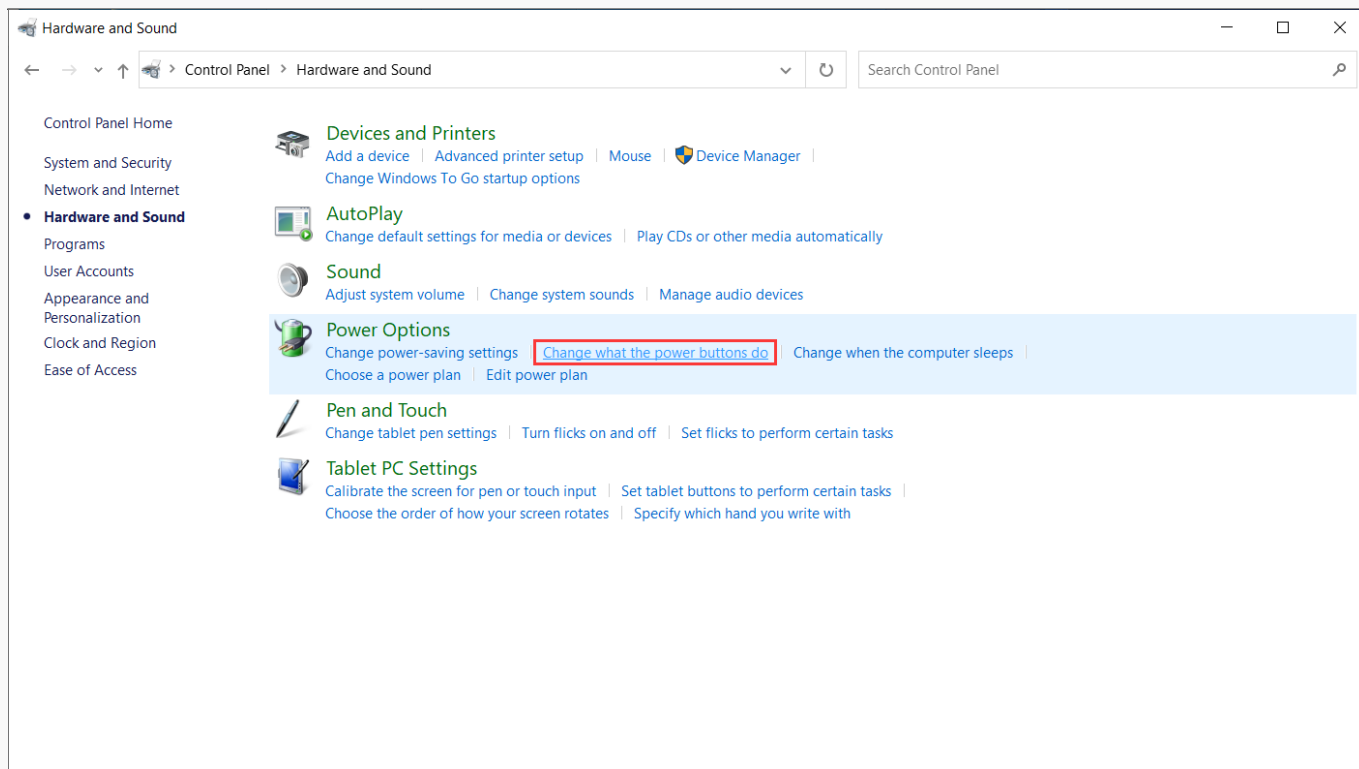 Hardware and Sound
Control Panel > Hardware and Sound
Search Control Panel
Control Panel Home
System and Security
Network and Internet
Hardware and Sound
Programs
User Accounts
Appearance and
Personalization
Clock and Region
Ease of Access
Devices and Printers
Add a device | Advanced printer setup | Mouse | Device Manager |
Change Windows To Go startup options
AutoPlay
Change default settings for media or devices | Play CDs or other media automatically
Sound
Adjust system volume | Change system sounds | Manage audio devices
Power Options
Change power-saving settings | Change what the power buttons do | Change when the computer sleeps |
Choose a power plan | Edit power plan
Pen and Touch
Change tablet pen settings | Turn flicks on and off | Set flicks to perform certain tasks
Tablet PC Settings
Calibrate the screen for pen or touch input | Set tablet buttons to perform certain tasks |
Choose the order of how your screen rotates | Specify which hand you write with